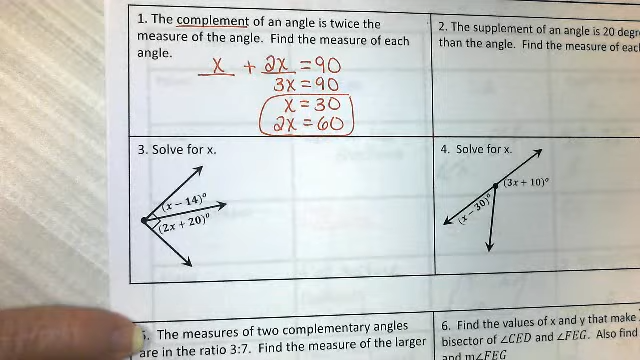 1. The complement of an angle is twice the
measure of the angle. Find the measure of each
angle.
x + 2x = 90
3x = 90
x = 30
2x = 60
2. The supplement of an angle is 20
than the angle. Find the measure of
3. Solve for x.
(x − 14)°
(2x + 20)°
4. Solve for x.
(3x + 10)°
(x − 30)°
5. The measures of two complementary angles
are in the ratio 3:7. Find the measure of the larger
6. Find the values of x and y that make
bisector of ∠CED and ∠FEG. Also find
and m∠FEG